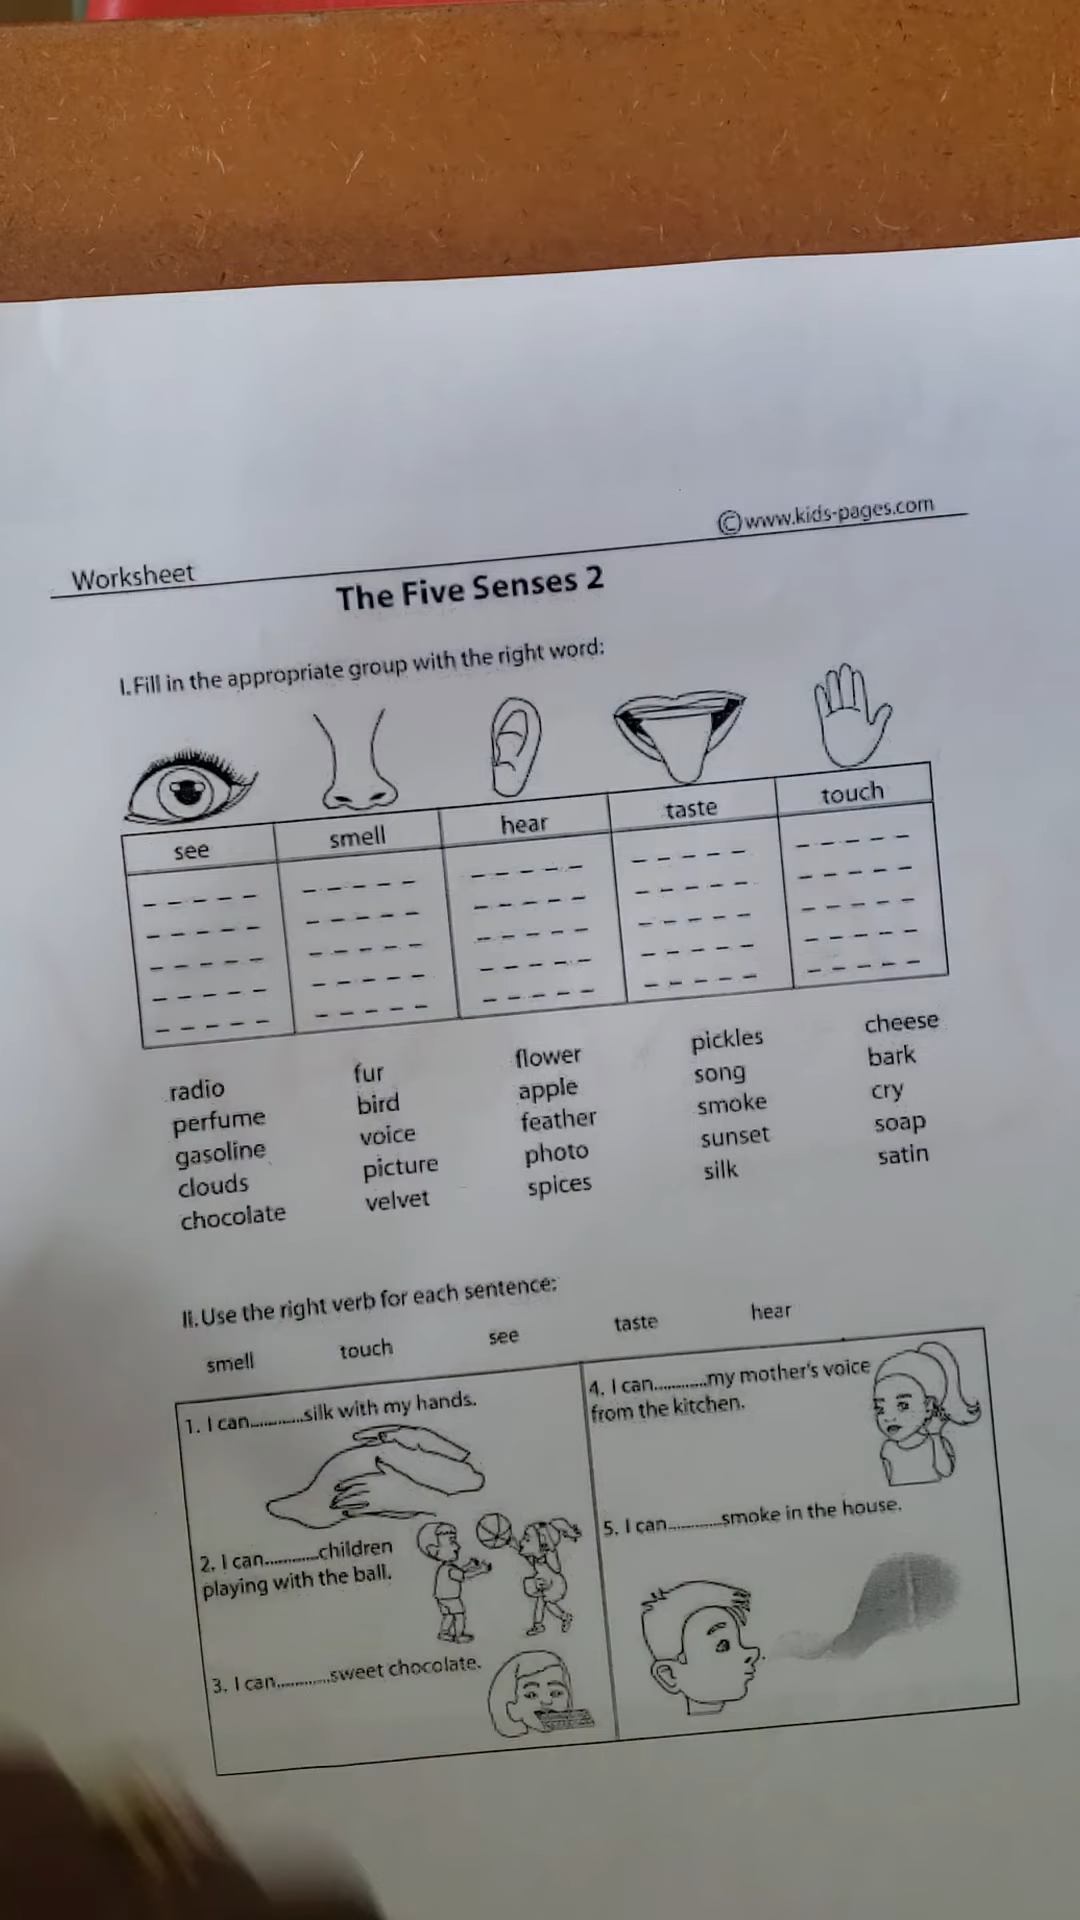 Worksheet
©www.kids-pages.com
The Five Senses 2
I.Fill in the appropriate group with the right word:
see smell hear taste touch
radio fur flower pickles cheese
perfume bird apple song bark
gasoline voice feather smoke cry
clouds picture photo sunset soap
chocolate velvet spices silk satin
II.Use the right verb for each sentence:
smell touch see taste hear
1. I can............silk with my hands.
2. I can............children
playing with the ball.
3. I can............sweet chocolate.
4. I can............my mother's voice
from the kitchen.
5. I can............smoke in the house.